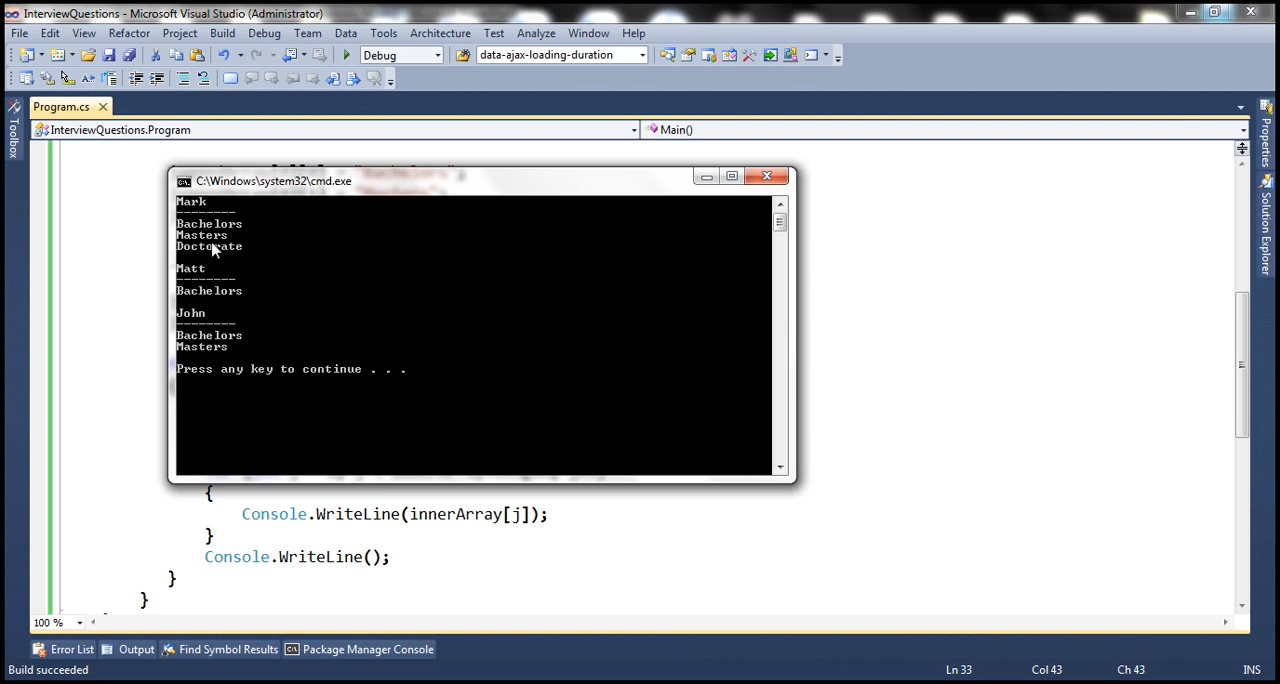 InterviewQuestions - Microsoft Visual Studio (Administrator)
File Edit View Refactor Project Build Debug Team Data Tools Architecture Test Analyze Window Help
Debug data-ajax-loading-duration
Program.cs
InterviewQuestions.Program Main()
Toolbox
Properties
Solution Explorer
C:\Windows\system32\cmd.exe
Mark
--------
Bachelors
Masters
Doctorate
Matt
--------
Bachelors
John
--------
Bachelors
Masters
Press any key to continue . . .
{
Console.WriteLine(innerArray[j]);
}
Console.WriteLine();
}
}
100 %
Error List Output Find Symbol Results Package Manager Console
Build succeeded Ln 33 Col 43 Ch 43 INS